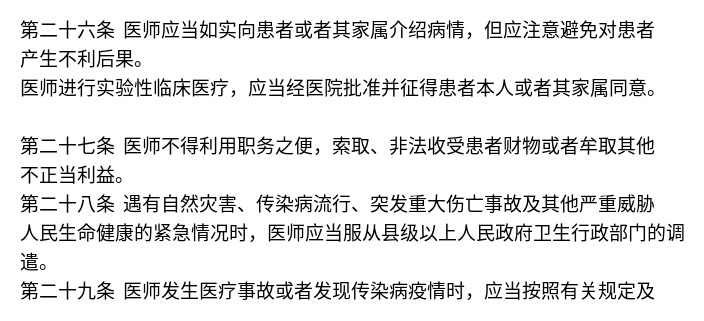 第二十六条 医师应当如实向患者或者其家属介绍病情，但应注意避免对患者
产生不利后果。
医师进行实验性临床医疗，应当经医院批准并征得患者本人或者其家属同意。
第二十七条 医师不得利用职务之便，索取、非法收受患者财物或者牟取其他
不正当利益。
第二十八条 遇有自然灾害、传染病流行、突发重大伤亡事故及其他严重威胁
人民生命健康的紧急情况时，医师应当服从县级以上人民政府卫生行政部门的调
遣。
第二十九条 医师发生医疗事故或者发现传染病疫情时，应当按照有关规定及